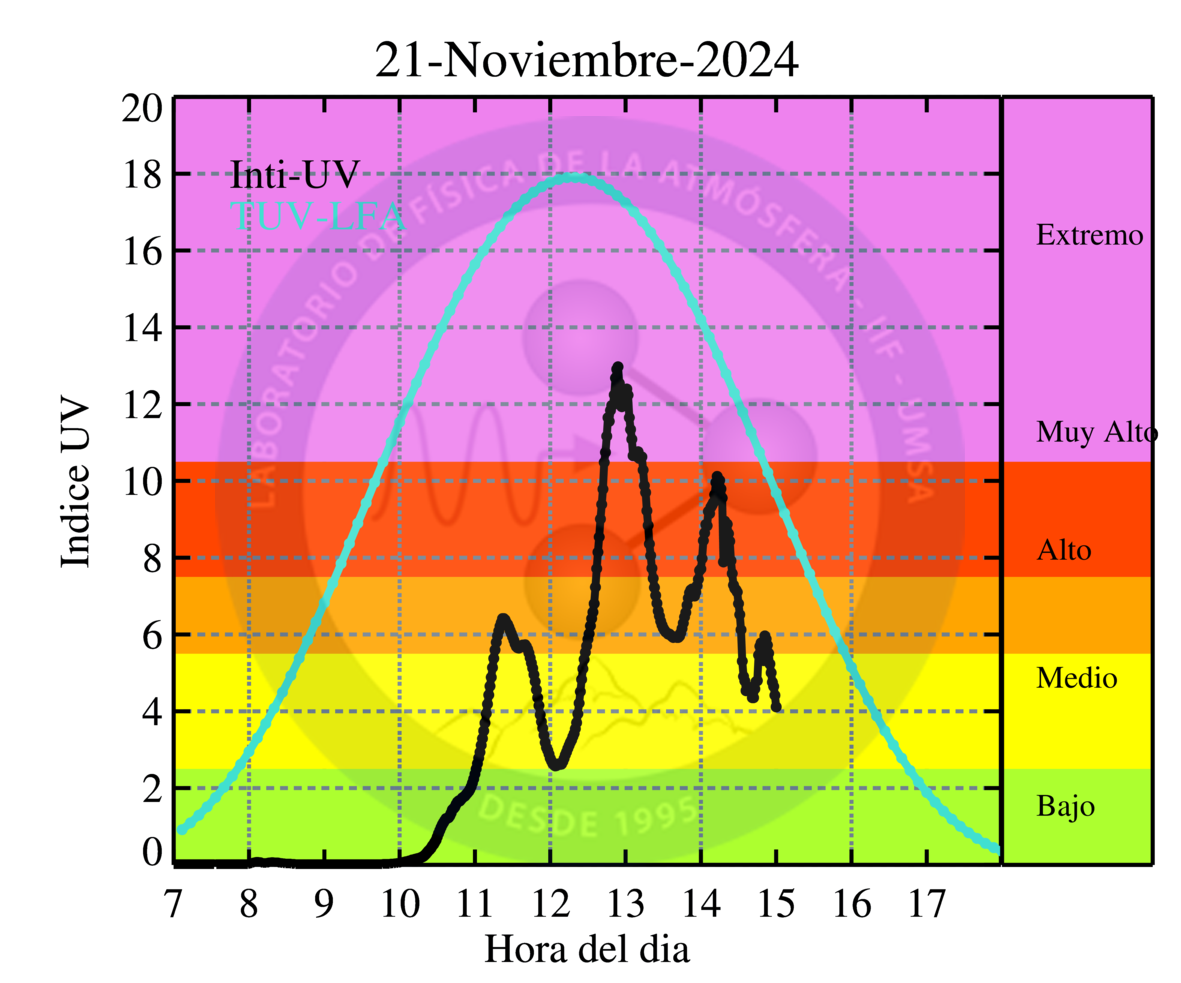 21-Noviembre-2024
Indice UV
20
18
16
14
12
10
8
6
4
2
0
Inti-UV
TUV-LFA
LABORATORIO DE FÍSICA DE LA ATMÓSFERA - IIF - UMSA
DESDE 1995
Extremo
Muy Alto
Alto
Medio
Bajo
7 8 9 10 11 12 13 14 15 16 17
Hora del dia